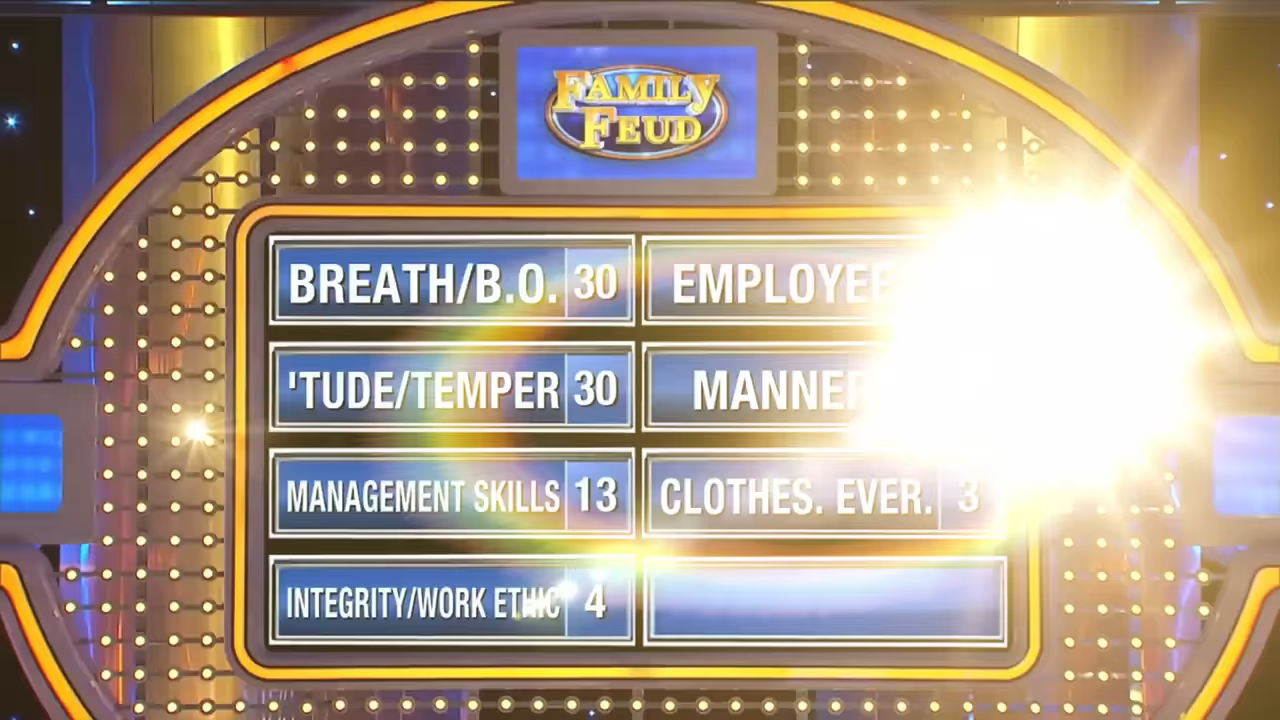 FAMILY
FEUD
BREATH/B.O. 30
'TUDE/TEMPER 30
MANAGEMENT SKILLS 13
INTEGRITY/WORK ETHIC 4
EMPLOYEE
MANNER
CLOTHES. EVER. 3